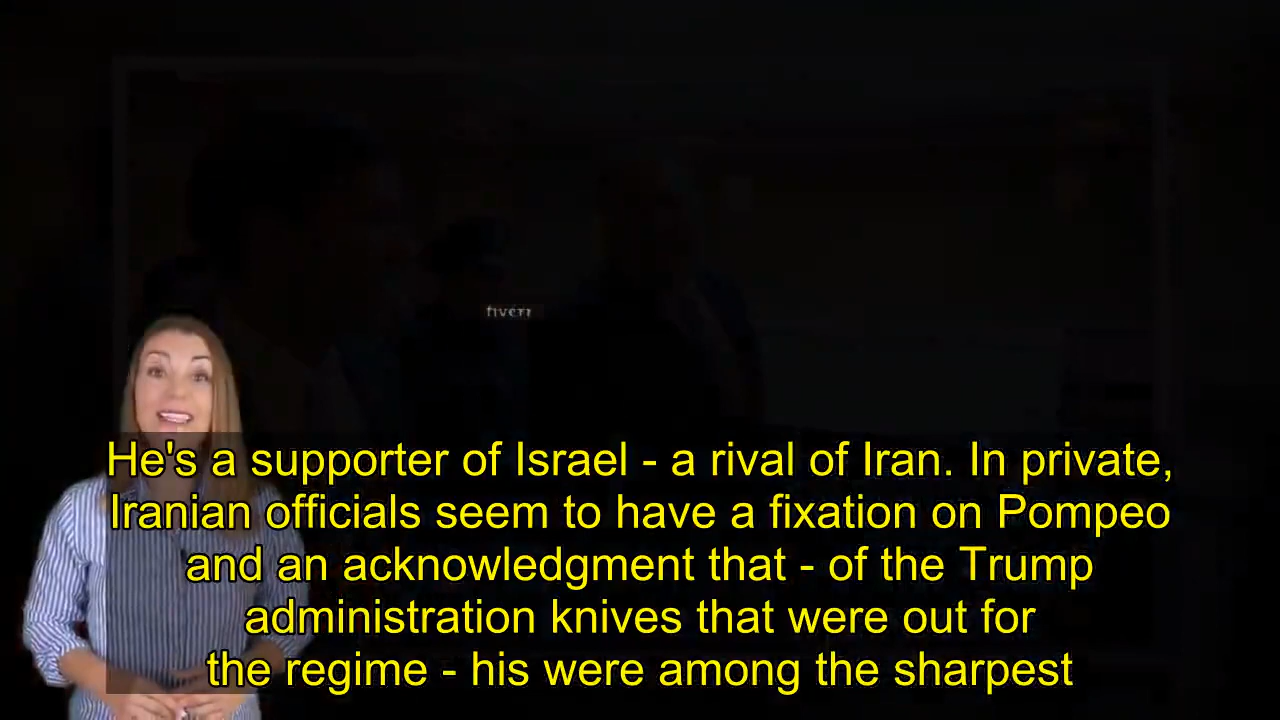 fiverr
He's a supporter of Israel - a rival of Iran. In private,
Iranian officials seem to have a fixation on Pompeo
and an acknowledgment that - of the Trump
administration knives that were out for
the regime - his were among the sharpest